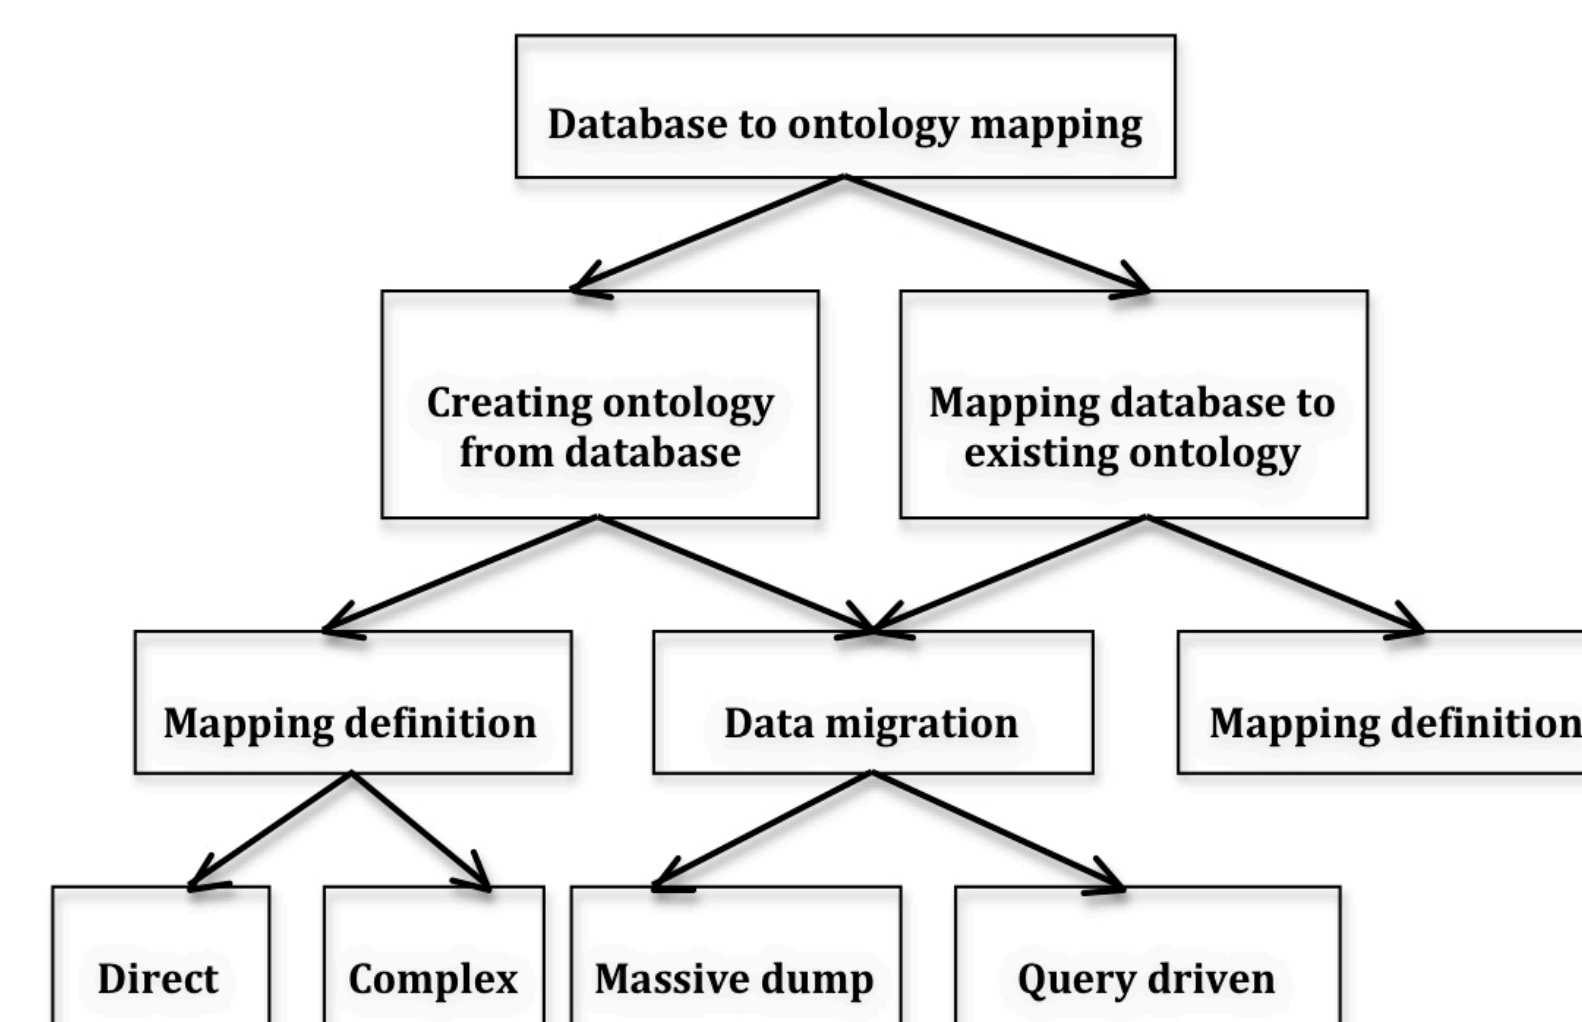 Database to ontology mapping
Creating ontology
from database
Mapping database to
existing ontology
Mapping definition
Data migration
Mapping definition
Direct
Complex
Massive dump
Query driven